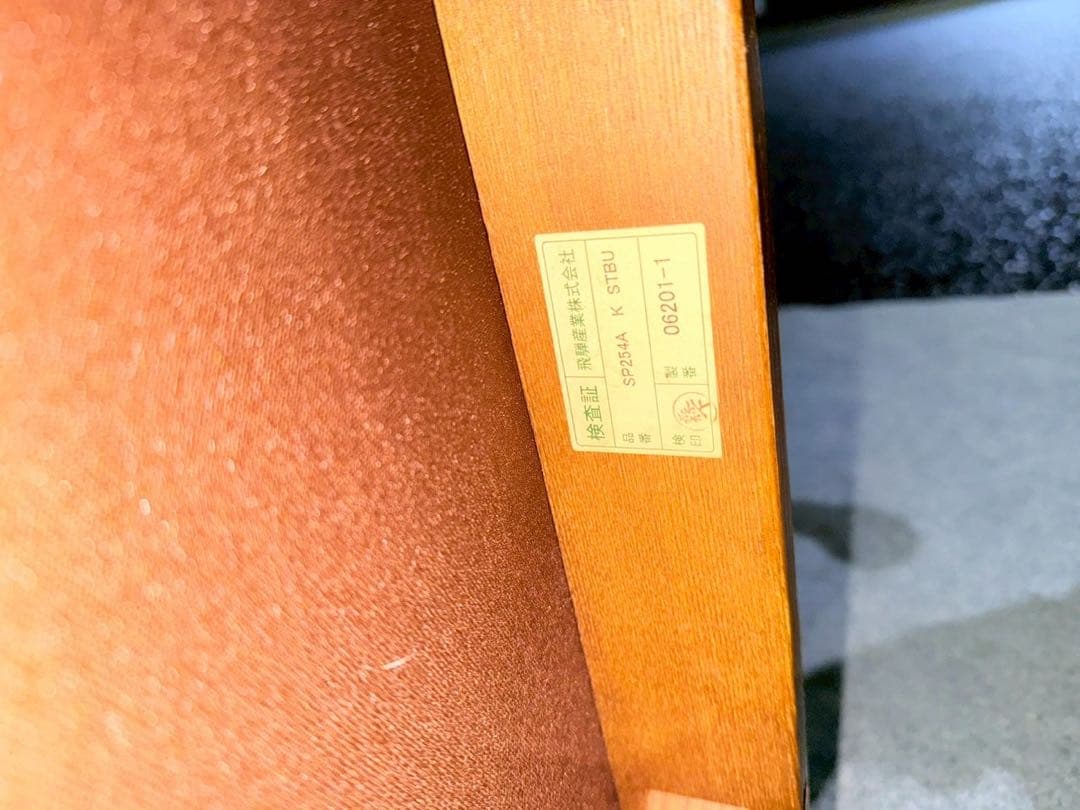 検査証 飛騨産業株式会社
品番 SP254A K STBU
検印 製番 06201-1